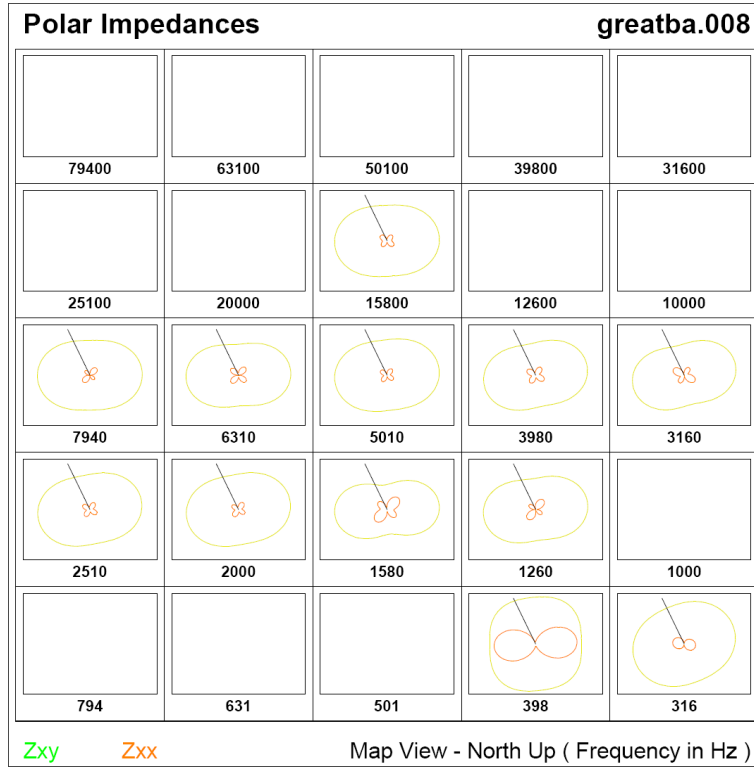 Polar Impedances greatba.008
79400 63100 50100 39800 31600
25100 20000 15800 12600 10000
7940 6310 5010 3980 3160
2510 2000 1580 1260 1000
794 631 501 398 316
Zxy Zxx Map View - North Up ( Frequency in Hz )